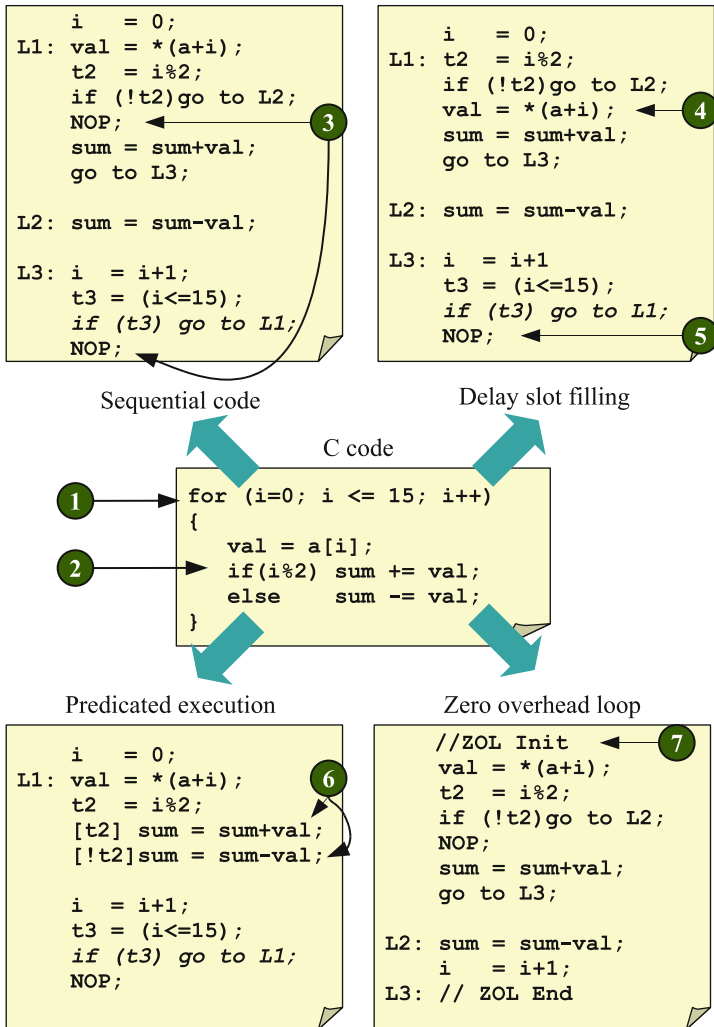 i   = 0;
L1: val = *(a+i);
t2  = i%2;
if (!t2)go to L2;
NOP;
3
sum = sum+val;
go to L3;
L2: sum = sum-val;
L3: i  = i+1;
t3 = (i<=15);
if (t3) go to L1;
NOP;
Sequential code
i   = 0;
L1: t2  = i%2;
if (!t2)go to L2;
val = *(a+i);
4
sum = sum+val;
go to L3;
L2: sum = sum-val;
L3: i  = i+1
t3 = (i<=15);
if (t3) go to L1;
NOP;
5
Delay slot filling
C code
1
for (i=0; i <= 15; i++)
{
val = a[i];
2
if(i%2) sum += val;
else    sum -= val;
}
Predicated execution
i   = 0;
L1: val = *(a+i);
6
t2  = i%2;
[t2] sum = sum+val;
[!t2]sum = sum-val;
i  = i+1;
t3 = (i<=15);
if (t3) go to L1;
NOP;
Zero overhead loop
//ZOL Init
7
val = *(a+i);
t2  = i%2;
if (!t2)go to L2;
NOP;
sum = sum+val;
go to L3;
L2: sum = sum-val;
i   = i+1;
L3: // ZOL End